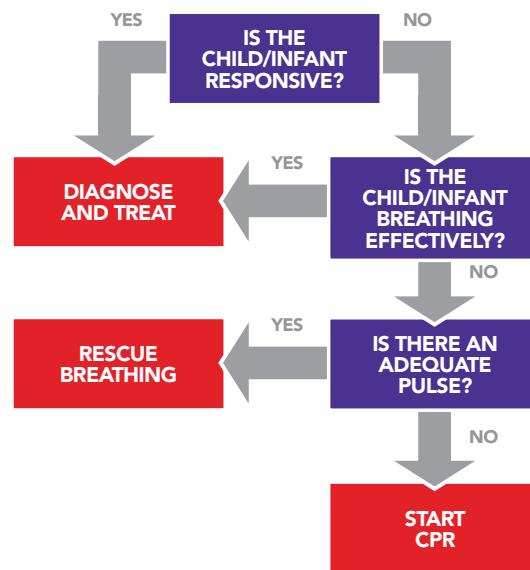 YES
IS THE
CHILD/INFANT
RESPONSIVE?
NO
DIAGNOSE
AND TREAT
YES
IS THE
CHILD/INFANT
BREATHING
EFFECTIVELY?
NO
RESCUE
BREATHING
YES
IS THERE AN
ADEQUATE
PULSE?
NO
START
CPR